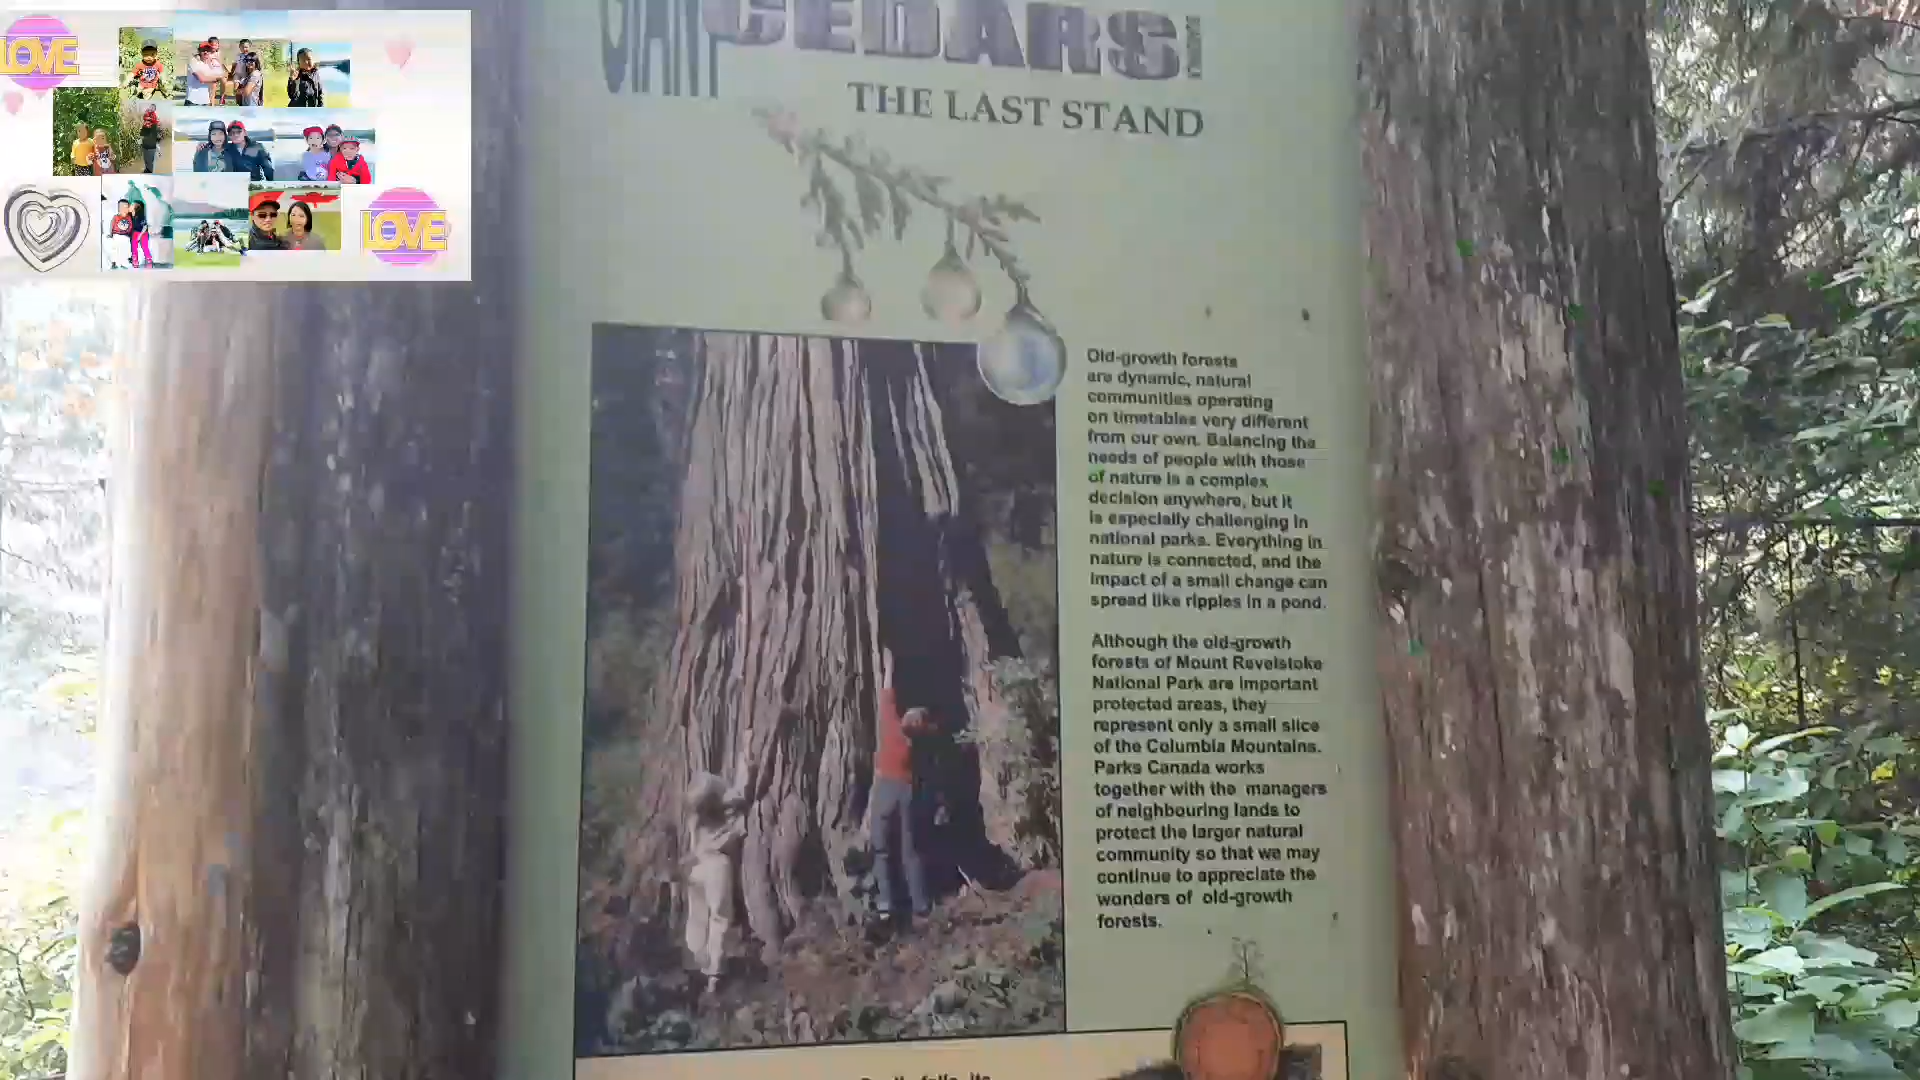 LOVE
LOVE
GIANT CEDARS!
THE LAST STAND
Old-growth forests
are dynamic, natural
communities operating
on timetables very different
from our own. Balancing the
needs of people with those
of nature is a complex
decision anywhere, but it
is especially challenging in
national parks. Everything in
nature is connected, and the
impact of a small change can
spread like ripples in a pond.
Although the old-growth
forests of Mount Revelstoke
National Park are important
protected areas, they
represent only a small slice
of the Columbia Mountains.
Parks Canada works
together with the managers
of neighbouring lands to
protect the larger natural
community so that we may
continue to appreciate the
wonders of old-growth
forests.